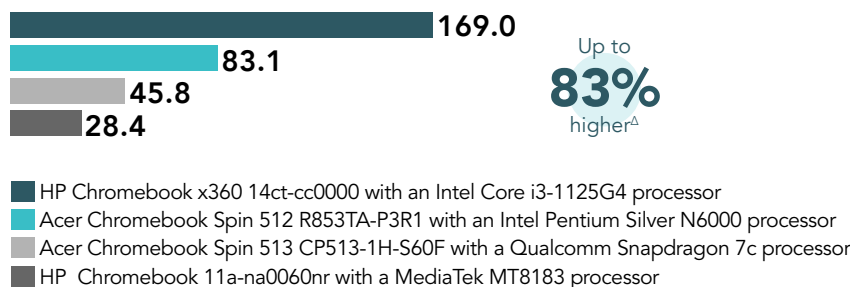 169.0
83.1
45.8
28.4
Up to
83%
higherΔ
HP Chromebook x360 14ct-cc0000 with an Intel Core i3-1125G4 processor
Acer Chromebook Spin 512 R853TA-P3R1 with an Intel Pentium Silver N6000 processor
Acer Chromebook Spin 513 CP513-1H-S60F with a Qualcomm Snapdragon 7c processor
HP Chromebook 11a-na0060nr with a MediaTek MT8183 processor